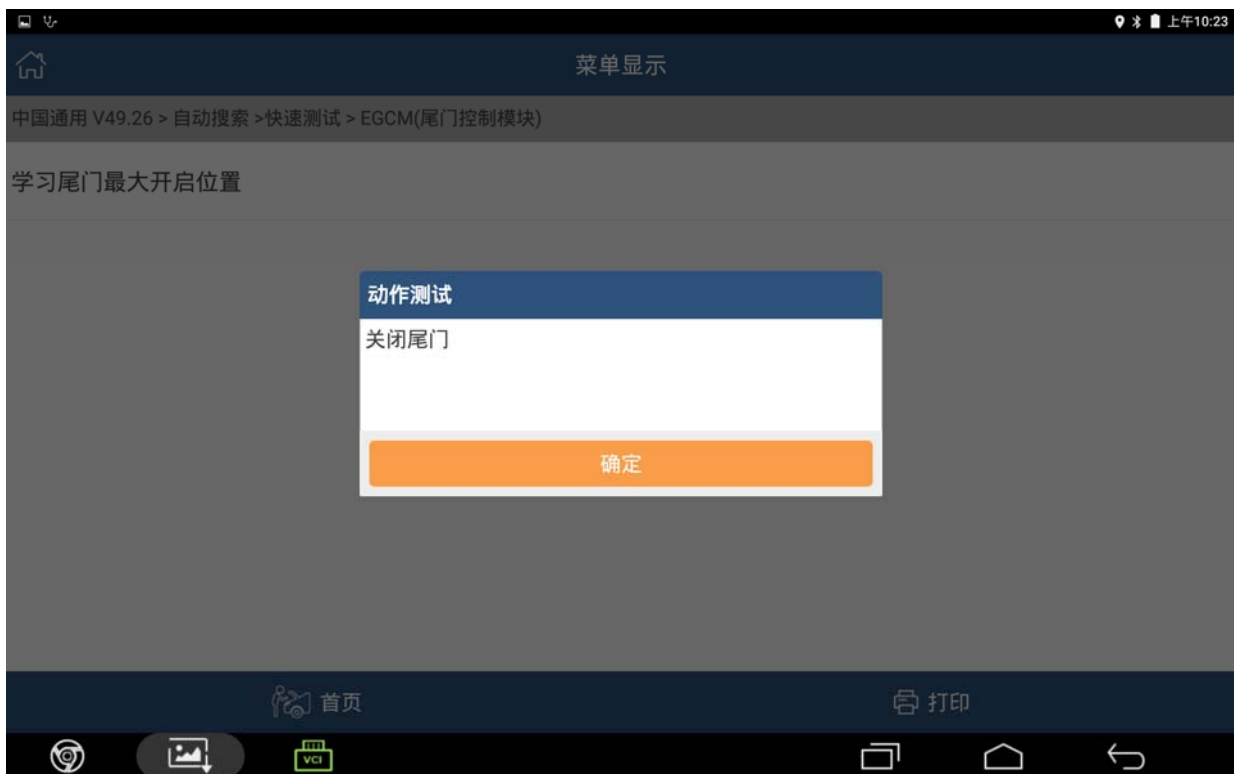 上午10:23
菜单显示
中国通用 V49.26 > 自动搜索 >快速测试 > EGCM(尾门控制模块)
学习尾门最大开启位置
动作测试
关闭尾门
确定
首页
打印
VCI